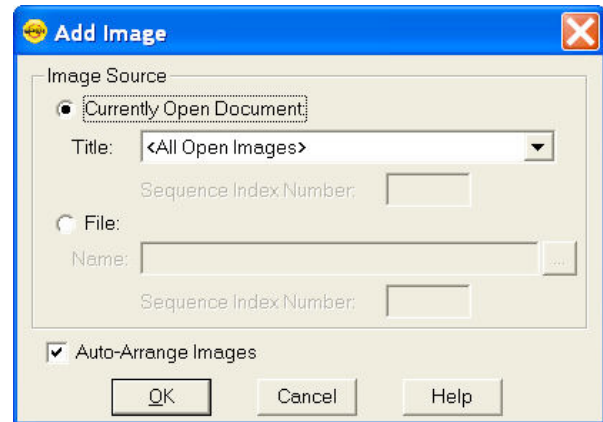 Add Image
Image Source
Currently Open Document:
Title: <All Open Images>
Sequence Index Number:
File:
Name: ...
Sequence Index Number:
Auto-Arrange Images
OK Cancel Help